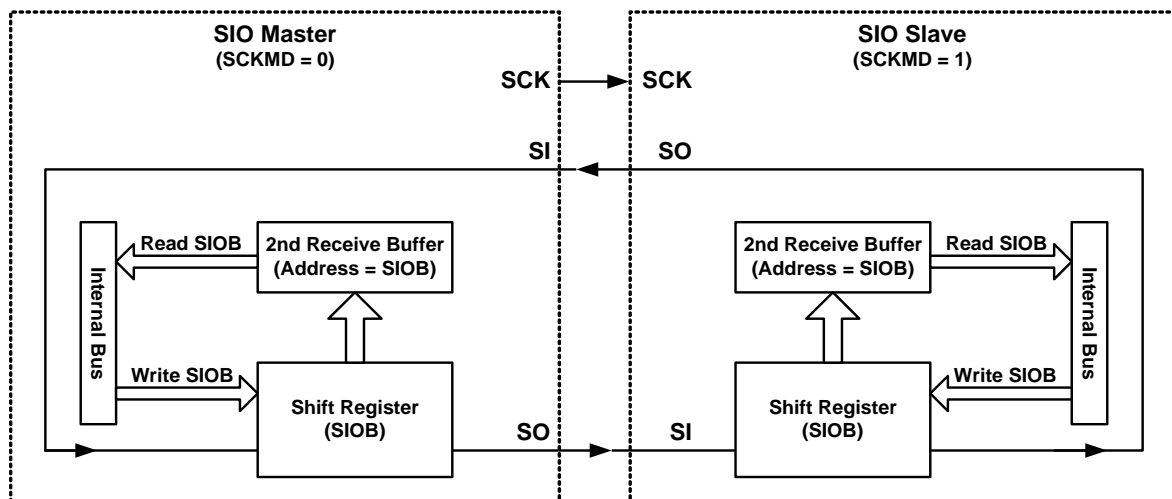 SIO Master
(SCKMD = 0)
SIO Slave
(SCKMD = 1)
SCK
SCK
SI
SO
Read SIOB
2nd Receive Buffer
(Address = SIOB)
2nd Receive Buffer
(Address = SIOB)
Read SIOB
Internal Bus
Internal Bus
Write SIOB
Shift Register
(SIOB)
Shift Register
(SIOB)
Write SIOB
SO
SI